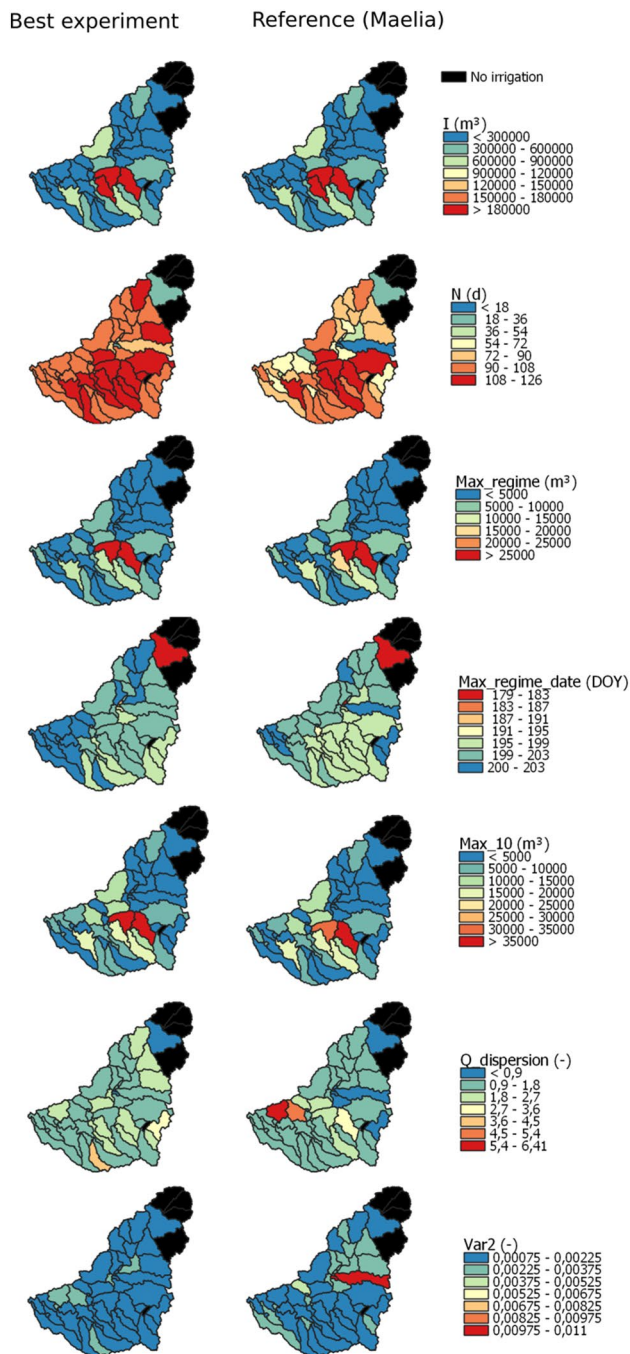 Best experiment
Reference (Maelia)
No irrigation
I (m³)
< 300000
300000 - 600000
600000 - 900000
900000 - 120000
120000 - 150000
150000 - 180000
> 180000
N (d)
< 18
18 - 36
36 - 54
54 - 72
72 - 90
90 - 108
108 - 126
Max_regime (m³)
< 5000
5000 - 10000
10000 - 15000
15000 - 20000
20000 - 25000
> 25000
Max_regime_date (DOY)
179 - 183
183 - 187
187 - 191
191 - 195
195 - 199
199 - 203
200 - 203
Max_10 (m³)
< 5000
5000 - 10000
10000 - 15000
15000 - 20000
20000 - 25000
25000 - 30000
30000 - 35000
> 35000
Q_dispersion (-)
< 0,9
0,9 - 1,8
1,8 - 2,7
2,7 - 3,6
3,6 - 4,5
4,5 - 5,4
5,4 - 6,41
Var2 (-)
0,00075 - 0,00225
0,00225 - 0,00375
0,00375 - 0,00525
0,00525 - 0,00675
0,00675 - 0,00825
0,00825 - 0,00975
0,00975 - 0,011